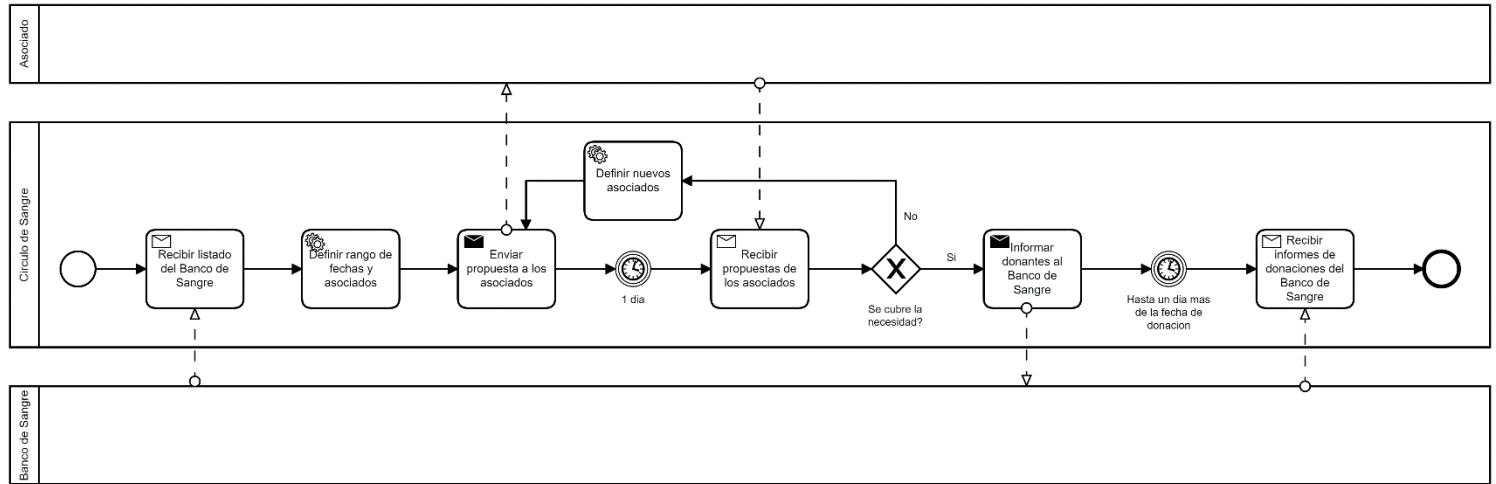 Asociado
Circulo de Sangre
Definir nuevos
asociados
No
Recibir listado
del Banco de
Sangre
Definir rango de
fechas y
asociados
Enviar
propuesta a los
asociados
1 dia
Recibir
propuestas de
los asociados
Se cubre la
necesidad?
Si
Informar
donantes al
Banco de
Sangre
Hasta un dia mas
de la fecha de
donacion
Recibir
informes de
donaciones del
Banco de
Sangre
Banco de Sangre